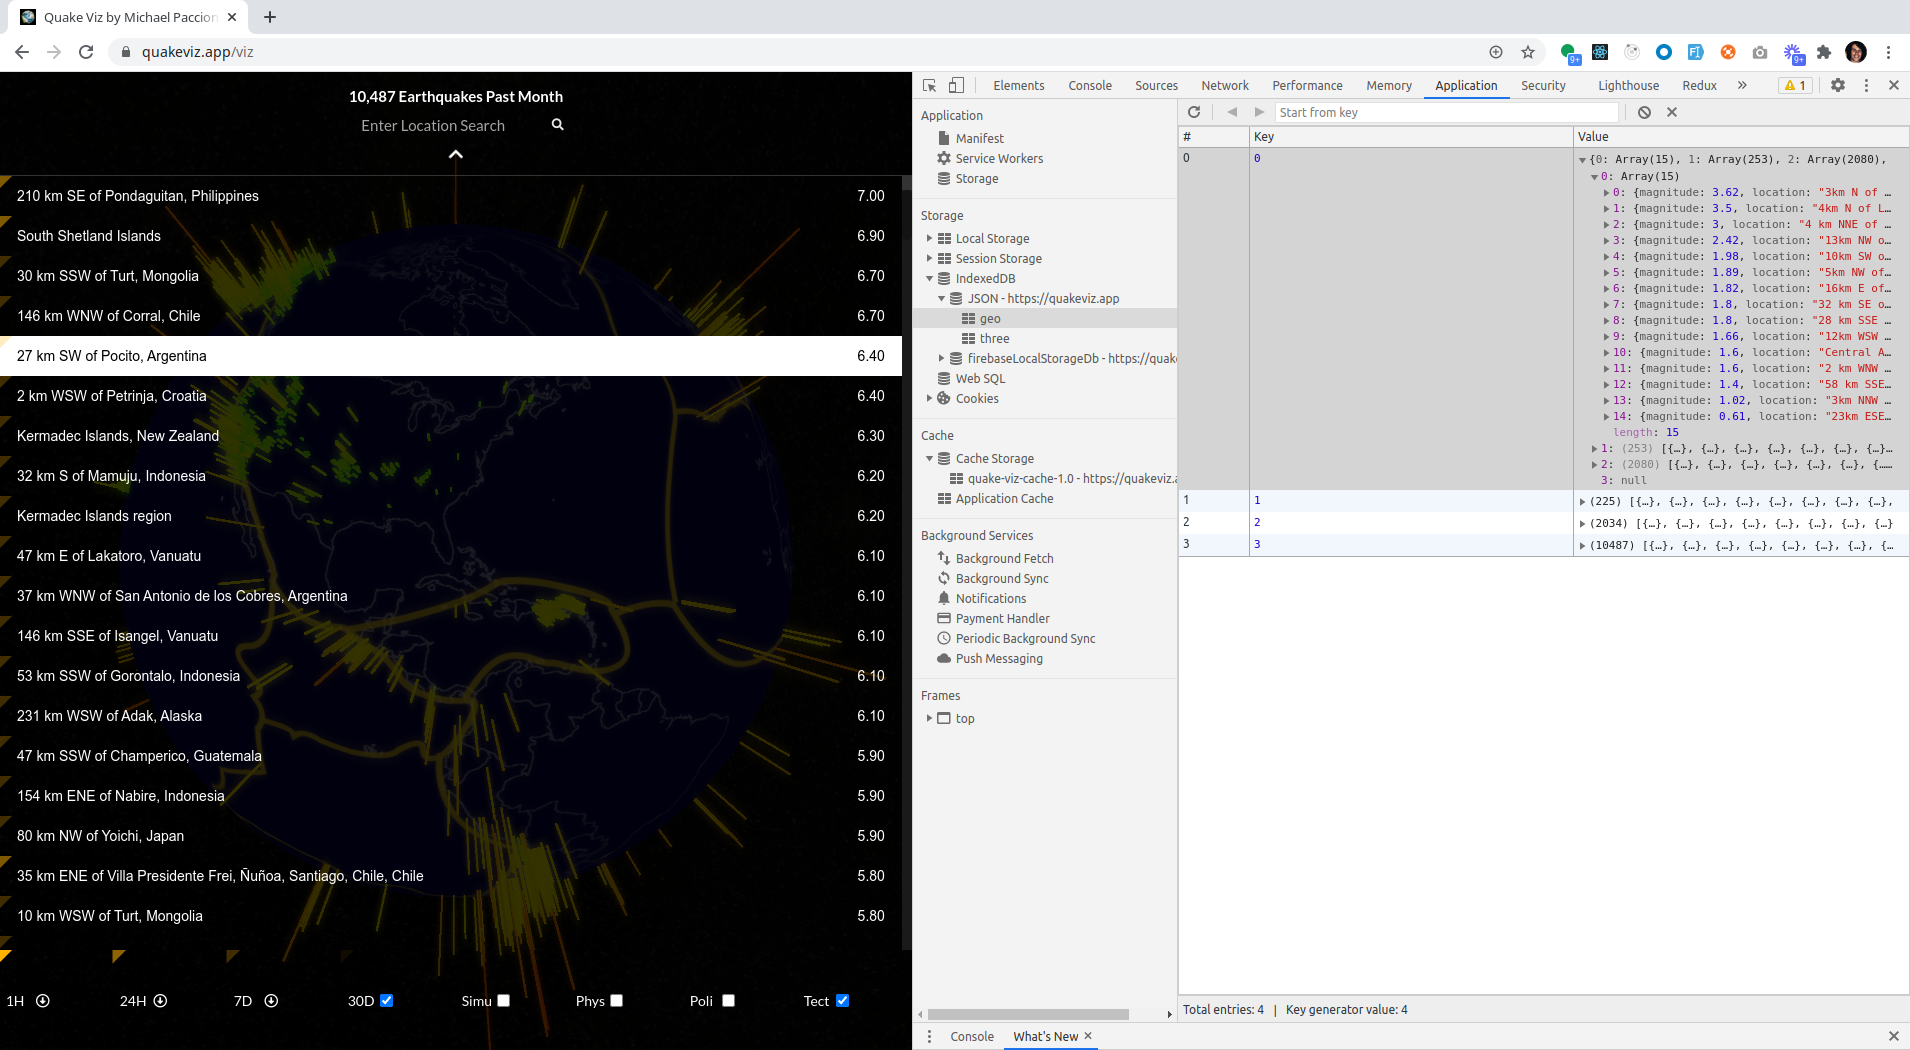 Quake Viz by Michael Paccion
quakeviz.app/viz
9+
9+
10,487 Earthquakes Past Month
Enter Location Search
210 km SE of Pondaguitan, Philippines 7.00
South Shetland Islands 6.90
30 km SSW of Turt, Mongolia 6.70
146 km WNW of Corral, Chile 6.70
27 km SW of Pocito, Argentina 6.40
2 km WSW of Petrinja, Croatia 6.40
Kermadec Islands, New Zealand 6.30
32 km S of Mamuju, Indonesia 6.20
Kermadec Islands region 6.20
47 km E of Lakatoro, Vanuatu 6.10
37 km WNW of San Antonio de los Cobres, Argentina 6.10
146 km SSE of Isangel, Vanuatu 6.10
53 km SSW of Gorontalo, Indonesia 6.10
231 km WSW of Adak, Alaska 6.10
47 km SSW of Champerico, Guatemala 5.90
154 km ENE of Nabire, Indonesia 5.90
80 km NW of Yoichi, Japan 5.90
35 km ENE of Villa Presidente Frei, Ñuñoa, Santiago, Chile, Chile 5.80
10 km WSW of Turt, Mongolia 5.80
1H 24H 7D 30D Simu Phys Poli Tect
Elements Console Sources Network Performance Memory Application Security Lighthouse Redux » 1
Application
Manifest
Service Workers
Storage
Storage
Local Storage
Session Storage
IndexedDB
JSON - https://quakeviz.app
geo
three
firebaseLocalStorageDb - https://quak
Web SQL
Cookies
Cache
Cache Storage
quake-viz-cache-1.0 - https://quakeviz.a
Application Cache
Background Services
Background Fetch
Background Sync
Notifications
Payment Handler
Periodic Background Sync
Push Messaging
Frames
top
Start from key
# Key Value
0 0 {0: Array(15), 1: Array(253), 2: Array(2080),
0: Array(15)
0: {magnitude: 3.62, location: "3km N of …
1: {magnitude: 3.5, location: "4km N of L…
2: {magnitude: 3, location: "4 km NNE of …
3: {magnitude: 2.42, location: "13km NW o…
4: {magnitude: 1.98, location: "10km SW o…
5: {magnitude: 1.89, location: "5km NW of…
6: {magnitude: 1.82, location: "16km E of…
7: {magnitude: 1.8, location: "32 km SE o…
8: {magnitude: 1.8, location: "28 km SSE …
9: {magnitude: 1.66, location: "12km WSW …
10: {magnitude: 1.6, location: "Central A…
11: {magnitude: 1.6, location: "2 km WNW …
12: {magnitude: 1.4, location: "58 km SSE…
13: {magnitude: 1.02, location: "3km NNW …
14: {magnitude: 0.61, location: "23km ESE…
length: 15
1: (253) [{…}, {…}, {…}, {…}, {…}, {…}, {…}…
2: (2080) [{…}, {…}, {…}, {…}, {…}, {…}, {……
3: null
1 1 (225) [{…}, {…}, {…}, {…}, {…}, {…}, {…},
2 2 (2034) [{…}, {…}, {…}, {…}, {…}, {…}, {…}
3 3 (10487) [{…}, {…}, {…}, {…}, {…}, {…}, {…
Total entries: 4 | Key generator value: 4
Console What's New